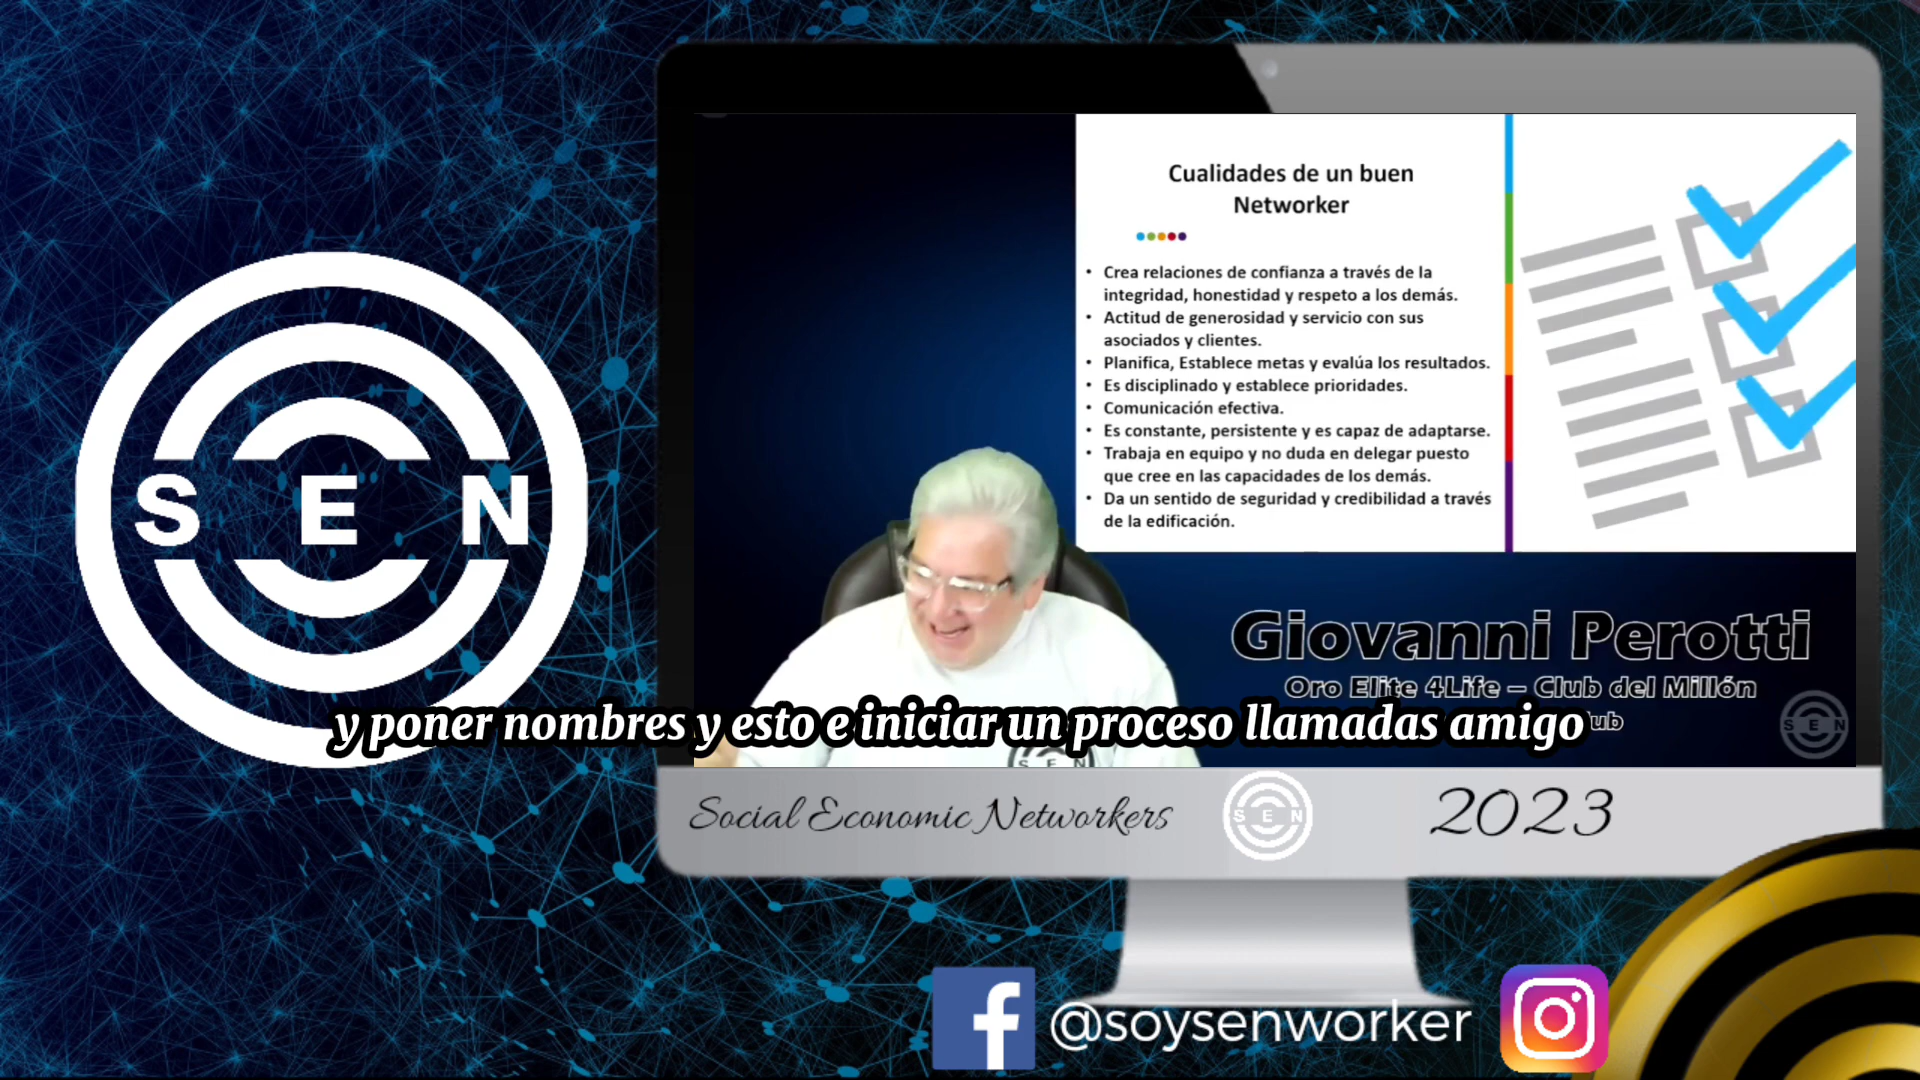 S E N
Cualidades de un buen
Networker
• Crea relaciones de confianza a través de la
integridad, honestidad y respeto a los demás.
• Actitud de generosidad y servicio con sus
asociados y clientes.
• Planifica, Establece metas y evalúa los resultados.
• Es disciplinado y establece prioridades.
• Comunicación efectiva.
• Es constante, persistente y es capaz de adaptarse.
• Trabaja en equipo y no duda en delegar puesto
que cree en las capacidades de los demás.
• Da un sentido de seguridad y credibilidad a través
de la edificación.
Giovanni Perotti
Oro Elite 4Life – Club del Millón
S E N
y poner nombres y esto e iniciar un proceso llamadas amigo
S E N
Social Economic Networkers
S E N
2023
@soysenworker